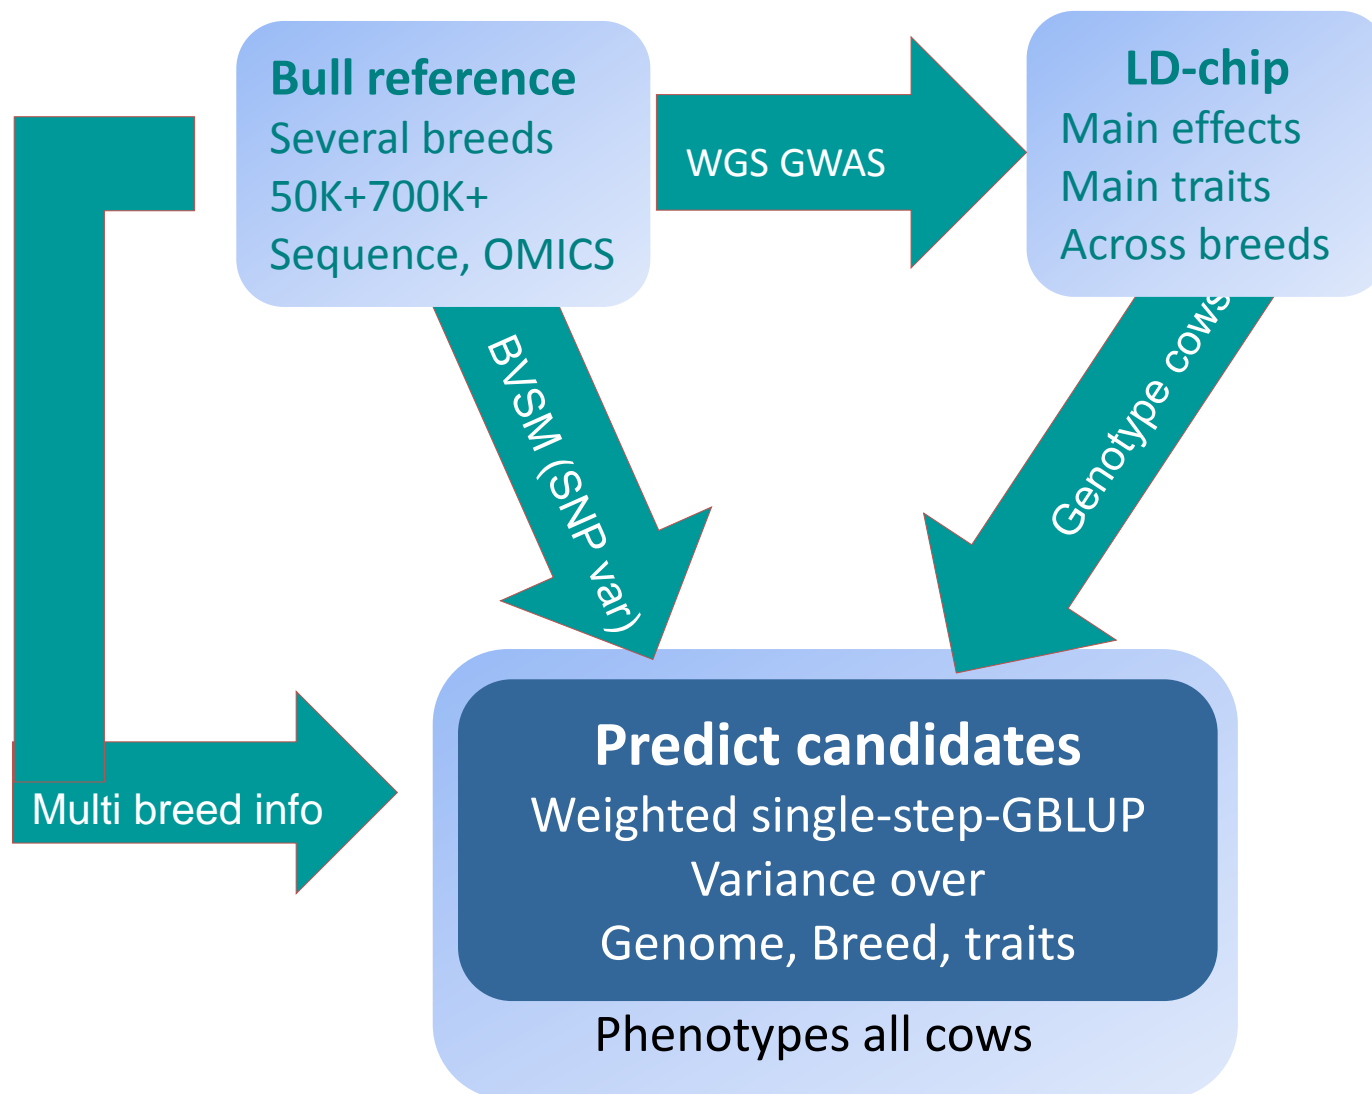 Bull reference
Several breeds
50K+700K+
Sequence, OMICS
WGS GWAS
LD-chip
Main effects
Main traits
Across breeds
BVSM (SNP var)
Genotype cows
Multi breed info
Predict candidates
Weighted single-step-GBLUP
Variance over
Genome, Breed, traits
Phenotypes all cows